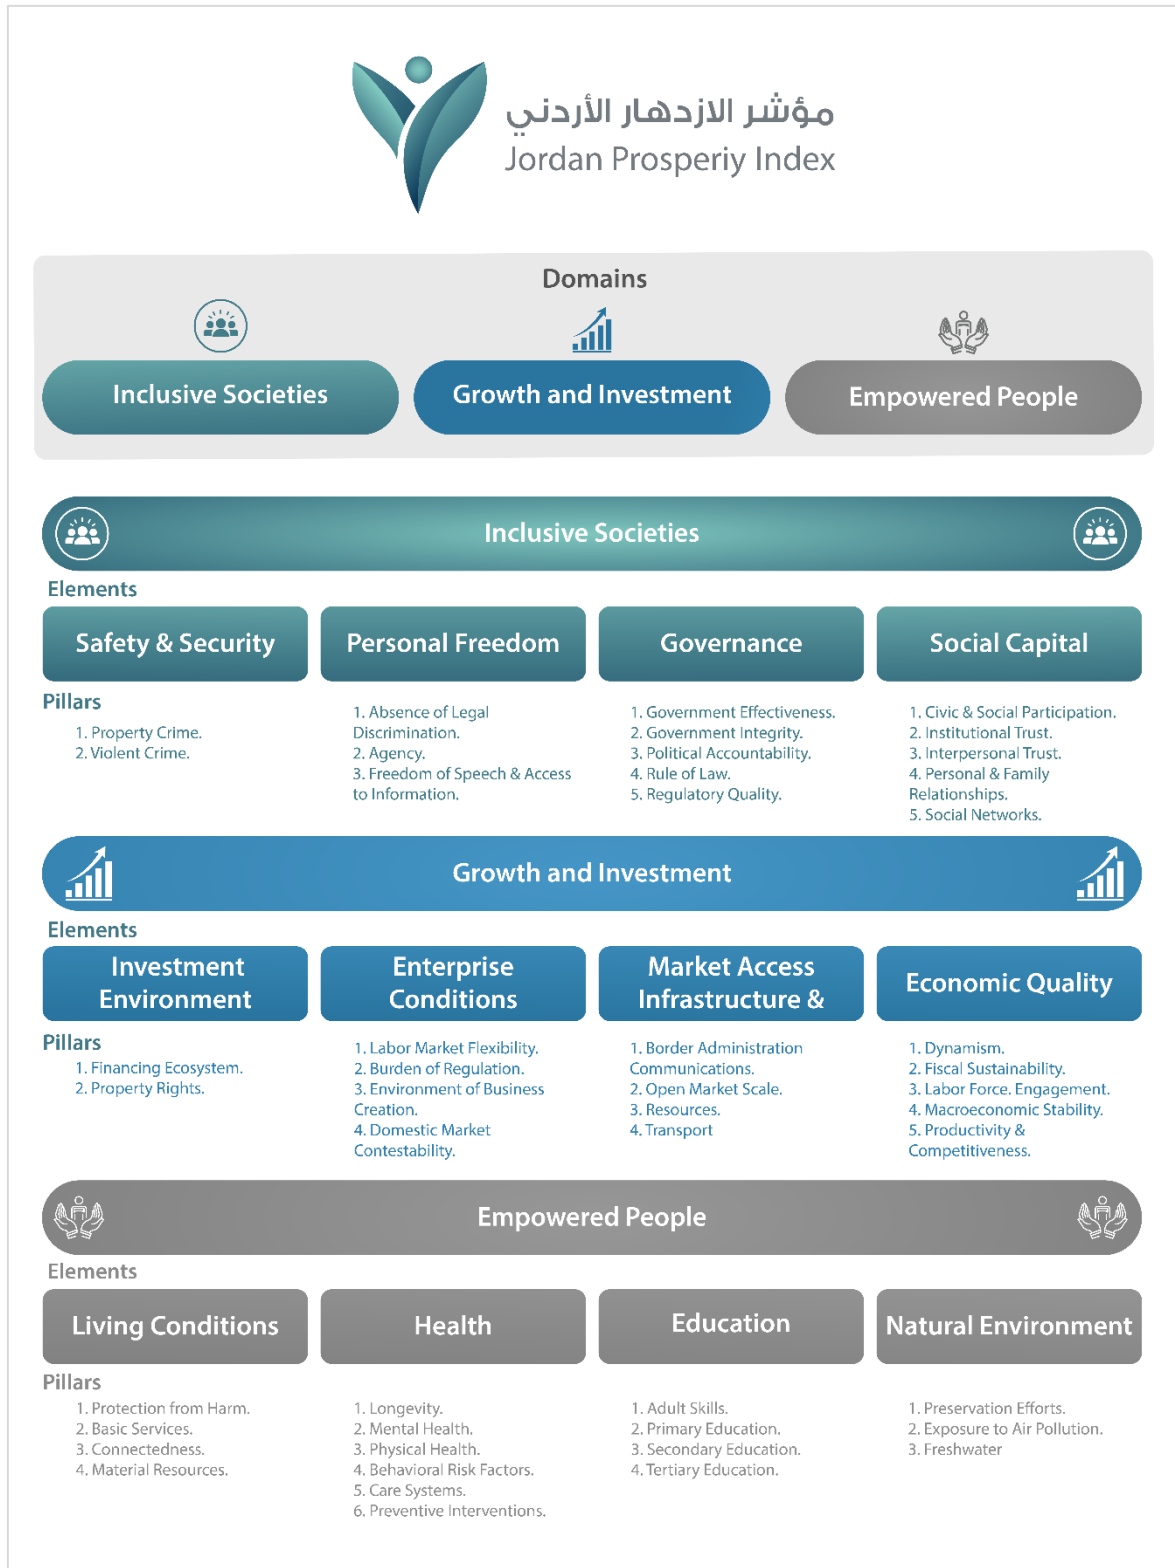 مؤشر الازدهار الأردني
Jordan Prosperiy Index
Domains
Inclusive Societies
Growth and Investment
Empowered People
Inclusive Societies
Elements
Safety & Security
Personal Freedom
Governance
Social Capital
Pillars
1. Property Crime.
2. Violent Crime.
1. Absence of Legal
Discrimination.
2. Agency.
3. Freedom of Speech & Access
to Information.
1. Government Effectiveness.
2. Government Integrity.
3. Political Accountability.
4. Rule of Law.
5. Regulatory Quality.
1. Civic & Social Participation.
2. Institutional Trust.
3. Interpersonal Trust.
4. Personal & Family
Relationships.
5. Social Networks.
Growth and Investment
Elements
Investment
Environment
Enterprise
Conditions
Market Access
Infrastructure &
Economic Quality
Pillars
1. Financing Ecosystem.
2. Property Rights.
1. Labor Market Flexibility.
2. Burden of Regulation.
3. Environment of Business
Creation.
4. Domestic Market
Contestability.
1. Border Administration
Communications.
2. Open Market Scale.
3. Resources.
4. Transport
1. Dynamism.
2. Fiscal Sustainability.
3. Labor Force. Engagement.
4. Macroeconomic Stability.
5. Productivity &
Competitiveness.
Empowered People
Elements
Living Conditions
Health
Education
Natural Environment
Pillars
1. Protection from Harm.
2. Basic Services.
3. Connectedness.
4. Material Resources.
1. Longevity.
2. Mental Health.
3. Physical Health.
4. Behavioral Risk Factors.
5. Care Systems.
6. Preventive Interventions.
1. Adult Skills.
2. Primary Education.
3. Secondary Education.
4. Tertiary Education.
1. Preservation Efforts.
2. Exposure to Air Pollution.
3. Freshwater